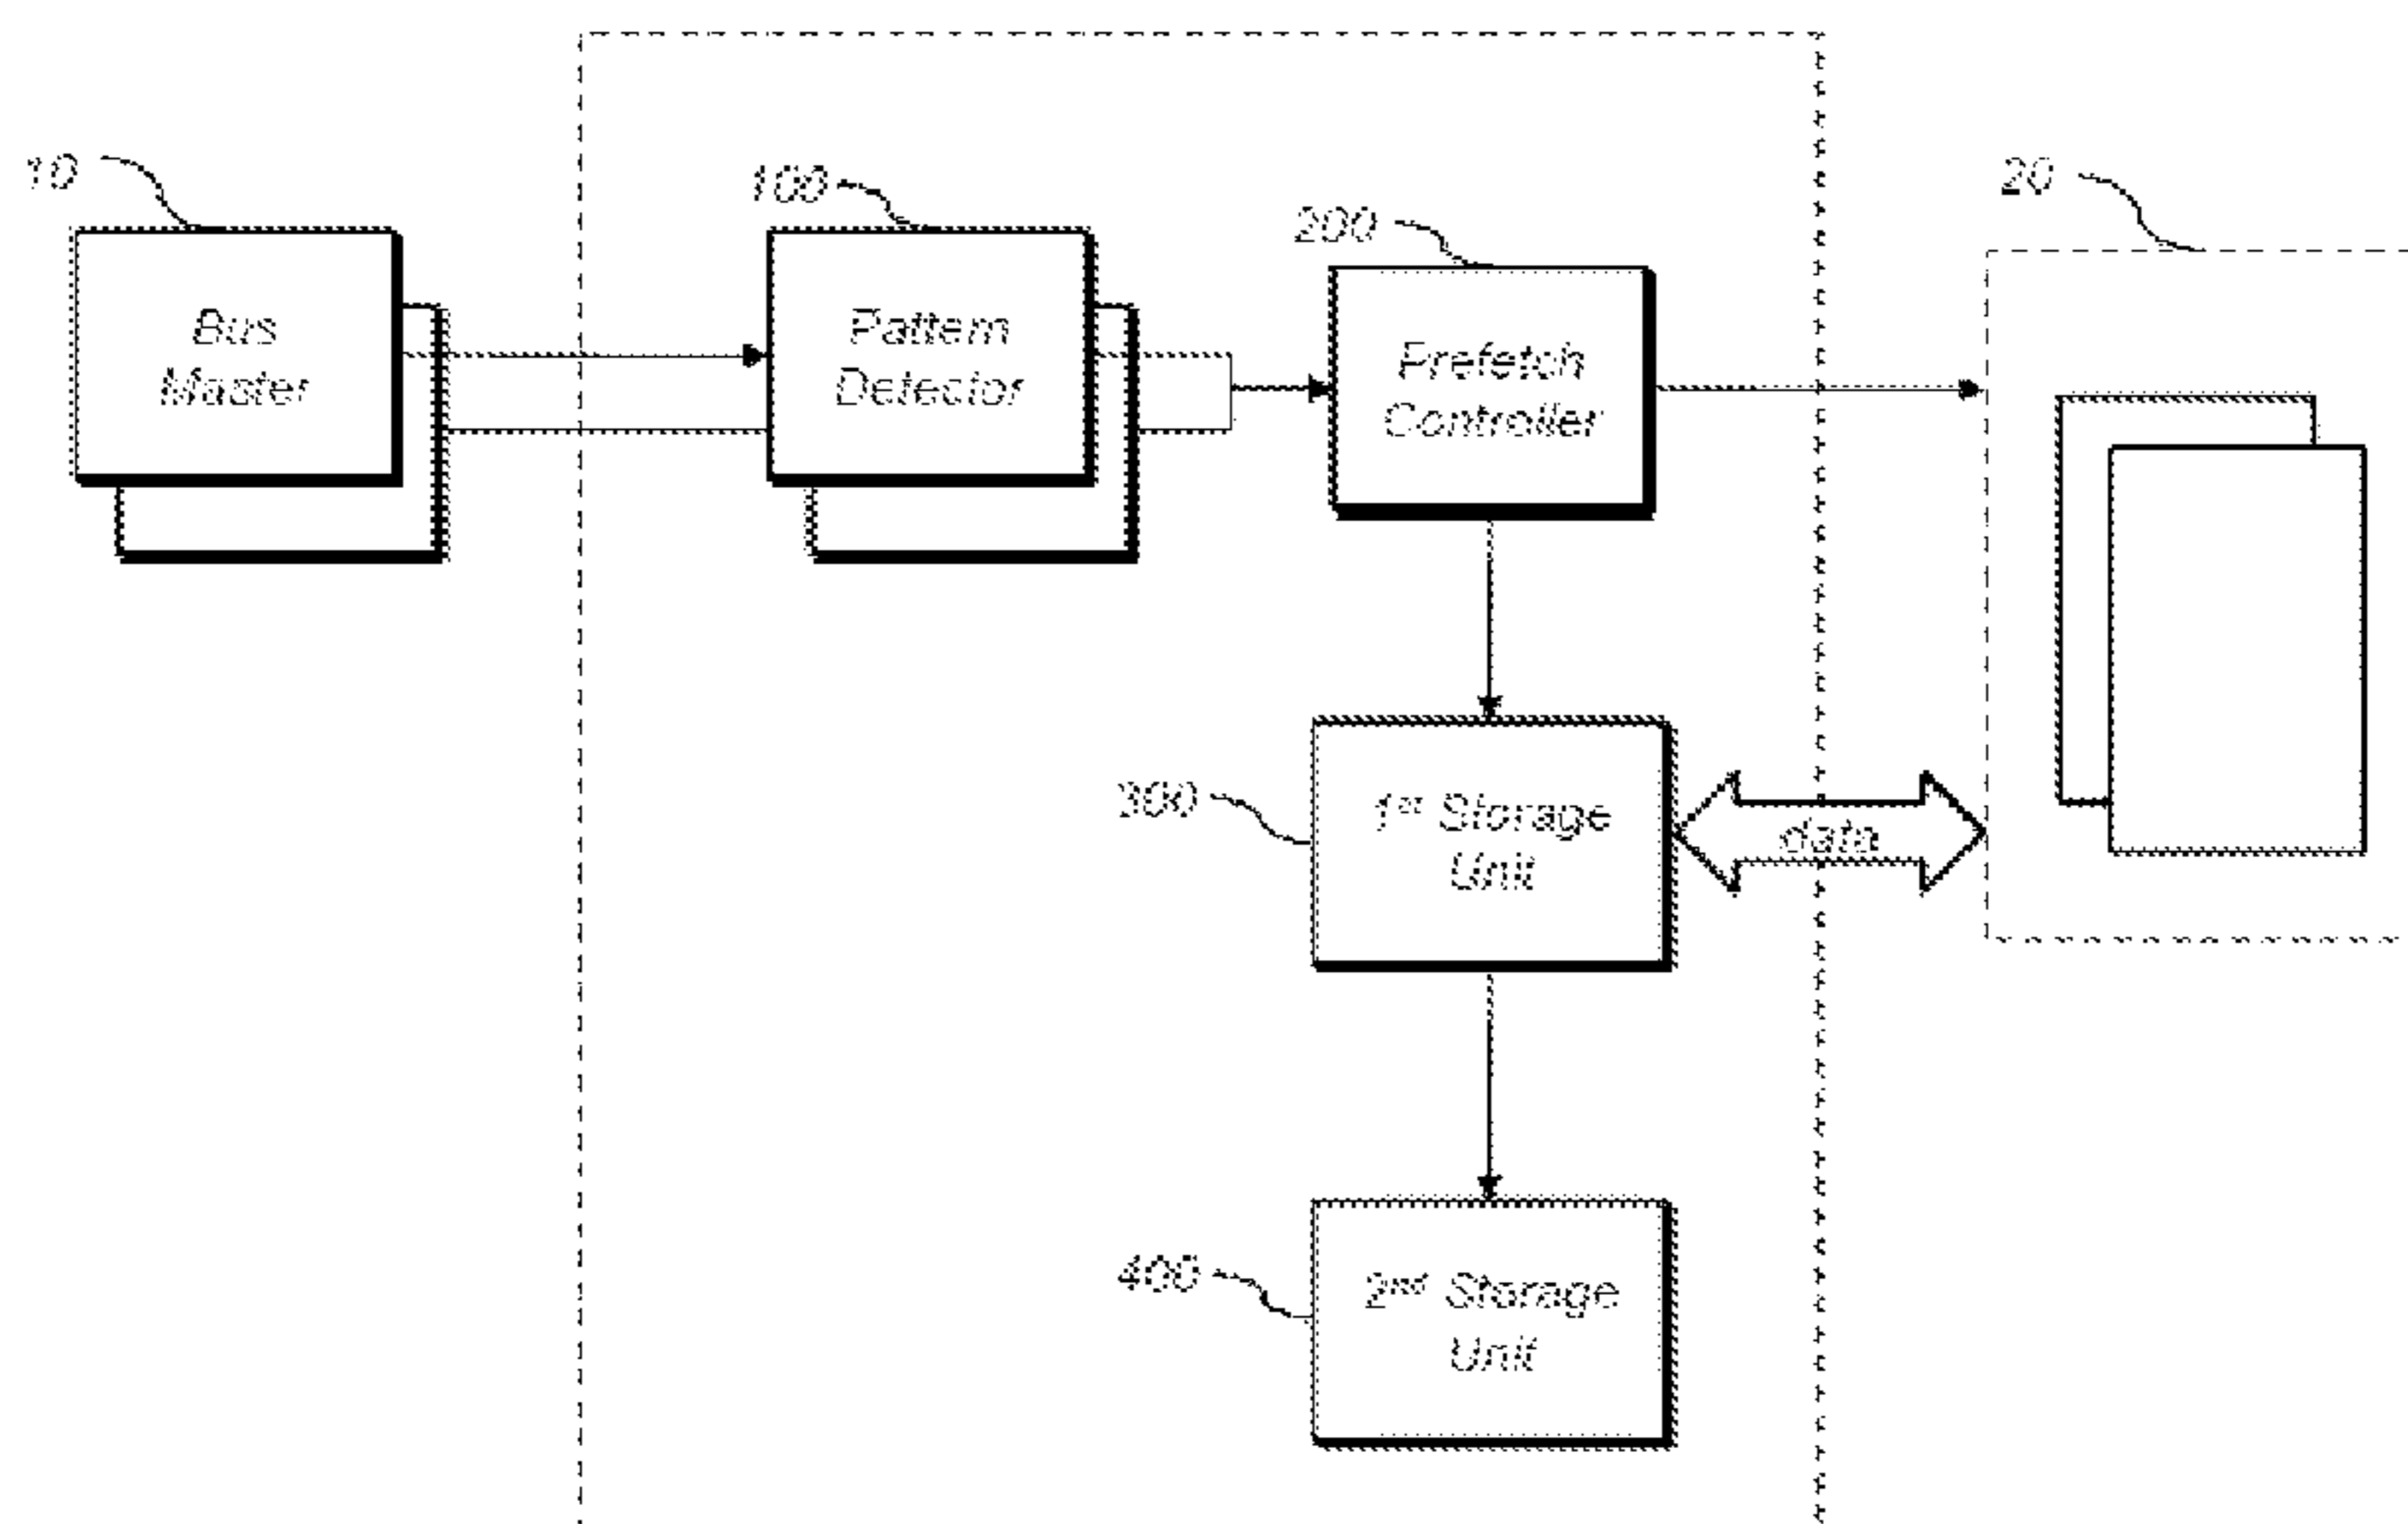 10
100
200
20
Bus
Master
Pattern
Detector
Prefetch
Controller
300
1st Storage
Unit
data
400
2nd Storage
Unit